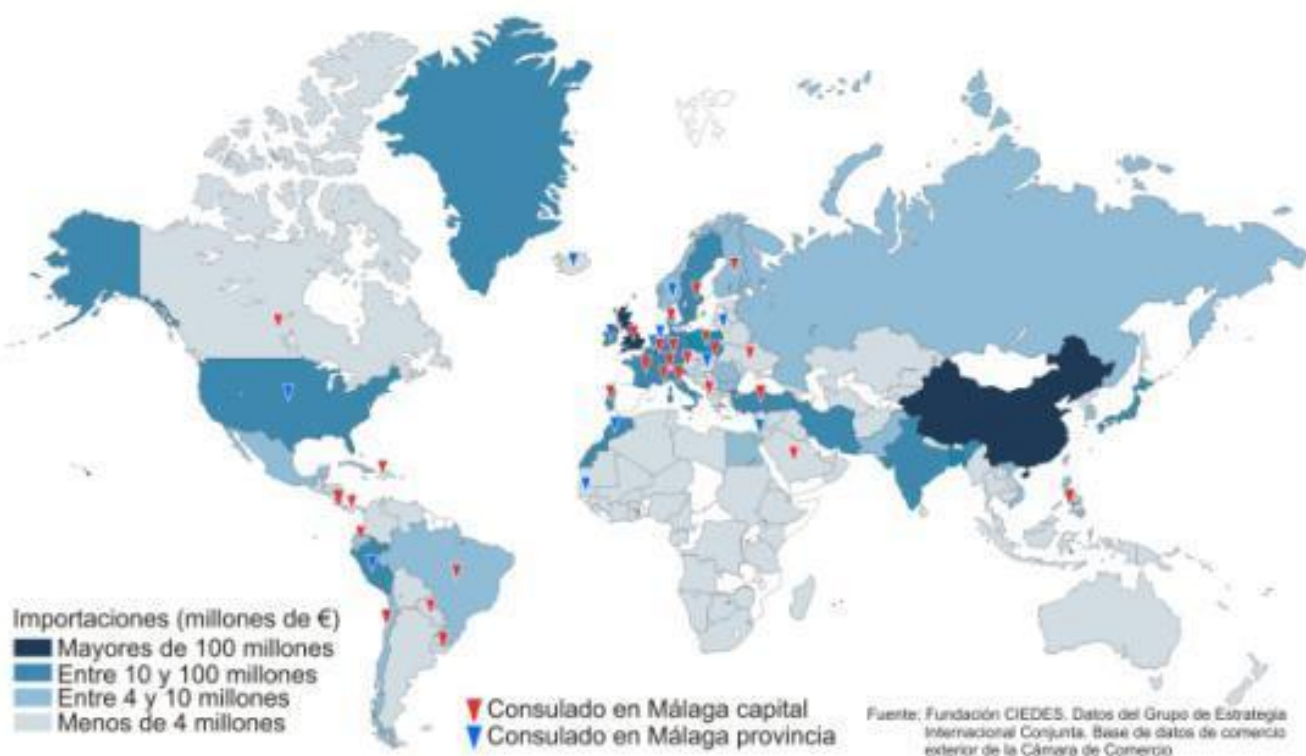 Importaciones (millones de €)
Mayores de 100 millones
Entre 10 y 100 millones
Entre 4 y 10 millones
Menos de 4 millones
Consulado en Málaga capital
Consulado en Málaga provincia
Fuente: Fundación CIEDES. Datos del Grupo de Estrategia
Internacional Conjunta. Base de datos de comercio
exterior de la Cámara de Comercio